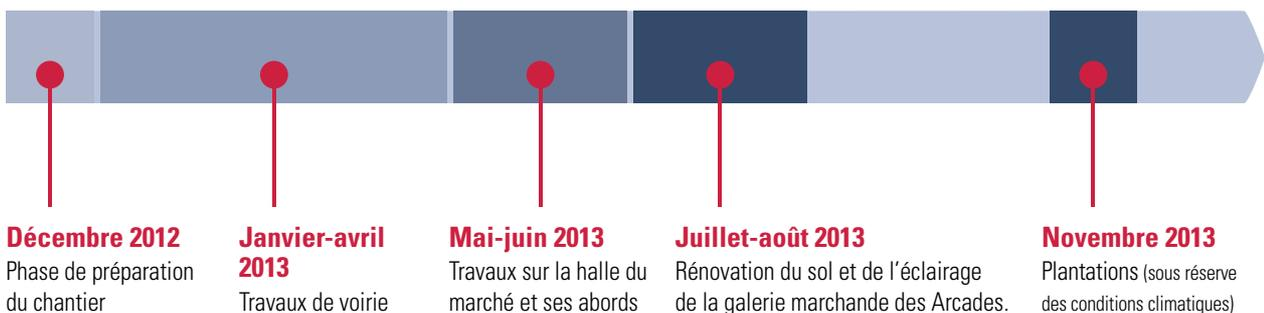 Décembre 2012
Phase de préparation
du chantier
Janvier-avril
2013
Travaux de voirie
Mai-juin 2013
Travaux sur la halle du
marché et ses abords
Juillet-août 2013
Rénovation du sol et de l’éclairage
de la galerie marchande des Arcades.
Novembre 2013
Plantations (sous réserve
des conditions climatiques)